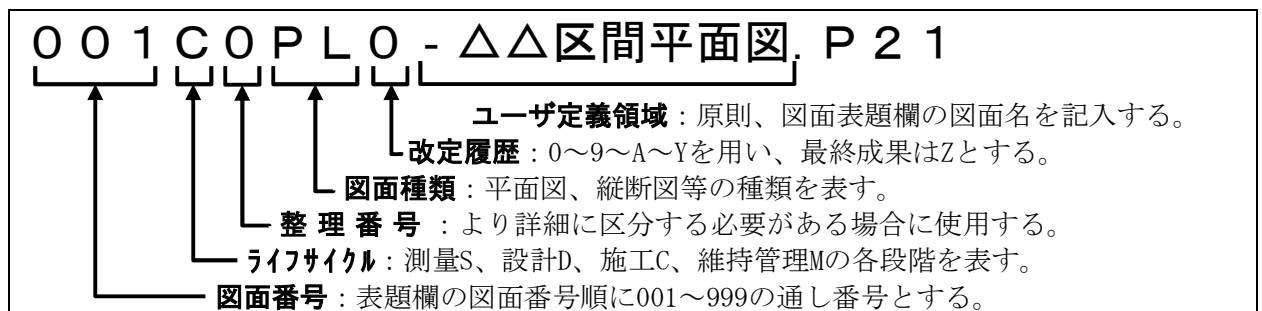 001C0PL0-△△区間平面図.P21
ユーザ定義領域：原則、図面表題欄の図面名を記入する。
改定履歴：0～9～A～Yを用い、最終成果はZとする。
図面種類：平面図、縦断図等の種類を表す。
整理番号：より詳細に区分する必要がある場合に使用する。
ﾗｲﾌｻｲｸﾙ：測量S、設計D、施工C、維持管理Mの各段階を表す。
図面番号：表題欄の図面番号順に001～999の通し番号とする。